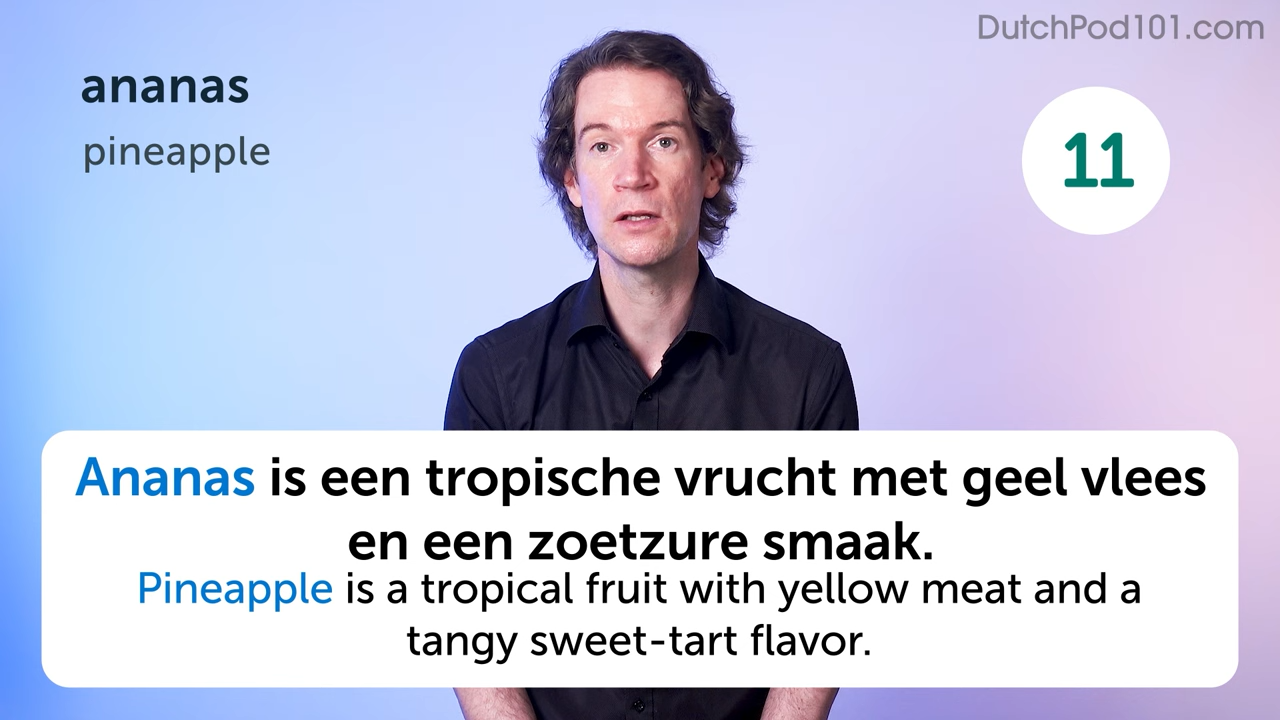 DutchPod101.com
ananas
pineapple
11
Ananas is een tropische vrucht met geel vlees
en een zoetzure smaak.
Pineapple is a tropical fruit with yellow meat and a
tangy sweet-tart flavor.